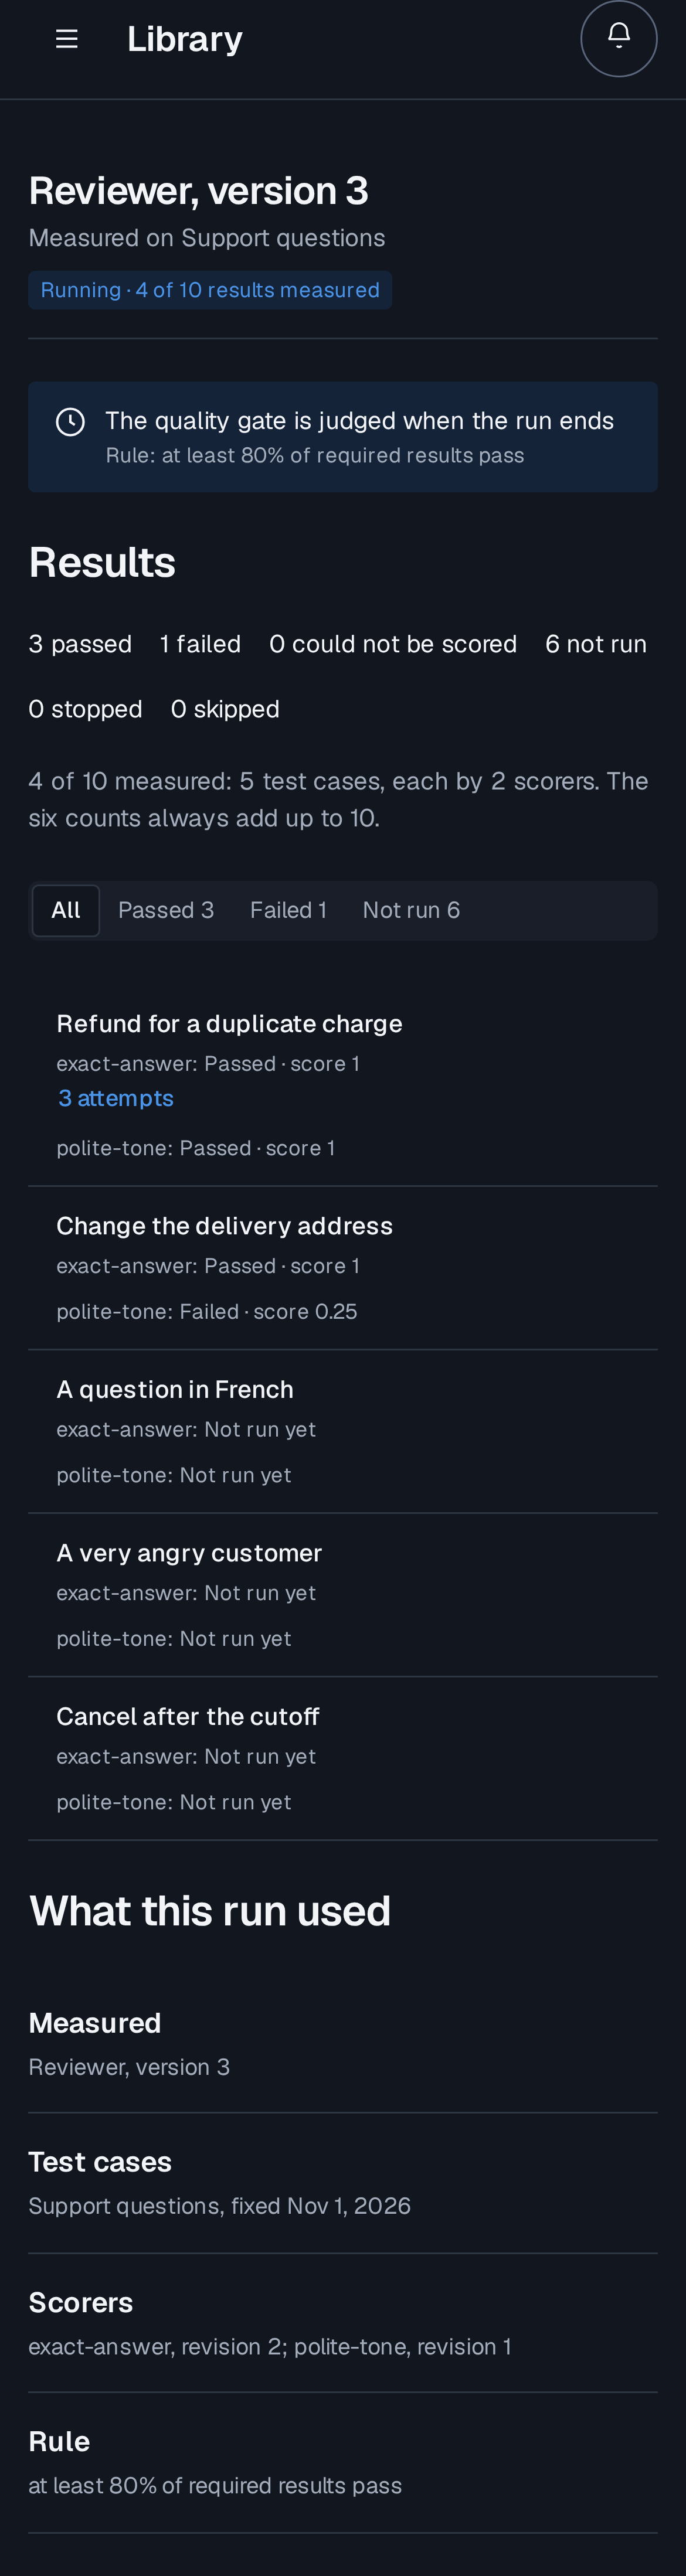 Library
Reviewer, version 3
Measured on Support questions
Running · 4 of 10 results measured
The quality gate is judged when the run ends
Rule: at least 80% of required results pass
Results
3 passed 1 failed 0 could not be scored 6 not run
0 stopped 0 skipped
4 of 10 measured: 5 test cases, each by 2 scorers. The
six counts always add up to 10.
All Passed 3 Failed 1 Not run 6
Refund for a duplicate charge
exact-answer: Passed · score 1
3 attempts
polite-tone: Passed · score 1
Change the delivery address
exact-answer: Passed · score 1
polite-tone: Failed · score 0.25
A question in French
exact-answer: Not run yet
polite-tone: Not run yet
A very angry customer
exact-answer: Not run yet
polite-tone: Not run yet
Cancel after the cutoff
exact-answer: Not run yet
polite-tone: Not run yet
What this run used
Measured
Reviewer, version 3
Test cases
Support questions, fixed Nov 1, 2026
Scorers
exact-answer, revision 2; polite-tone, revision 1
Rule
at least 80% of required results pass